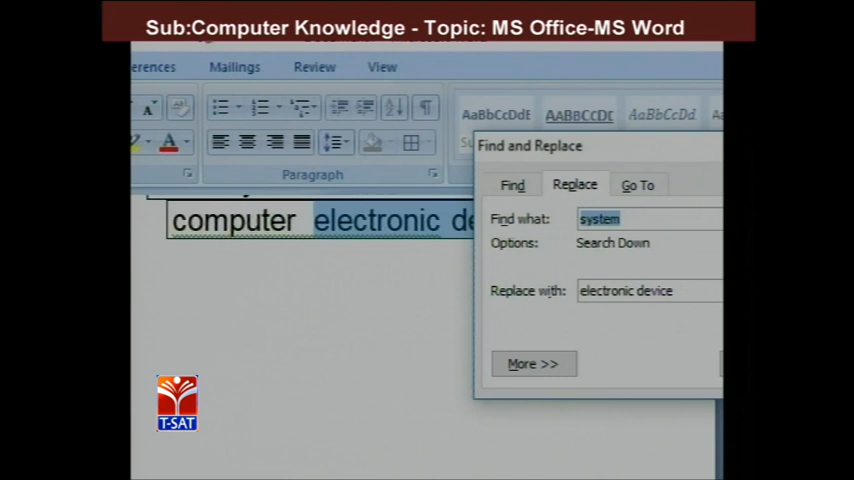 Sub:Computer Knowledge - Topic: MS Office-MS Word
erences Mailings Review View
AaBbCcDdE AABBCCDC AaBbCcDd
Paragraph
Find and Replace
Find Replace Go To
computer electronic de
Find what: system
Options: Search Down
Replace with: electronic device
More >>
T-SAT